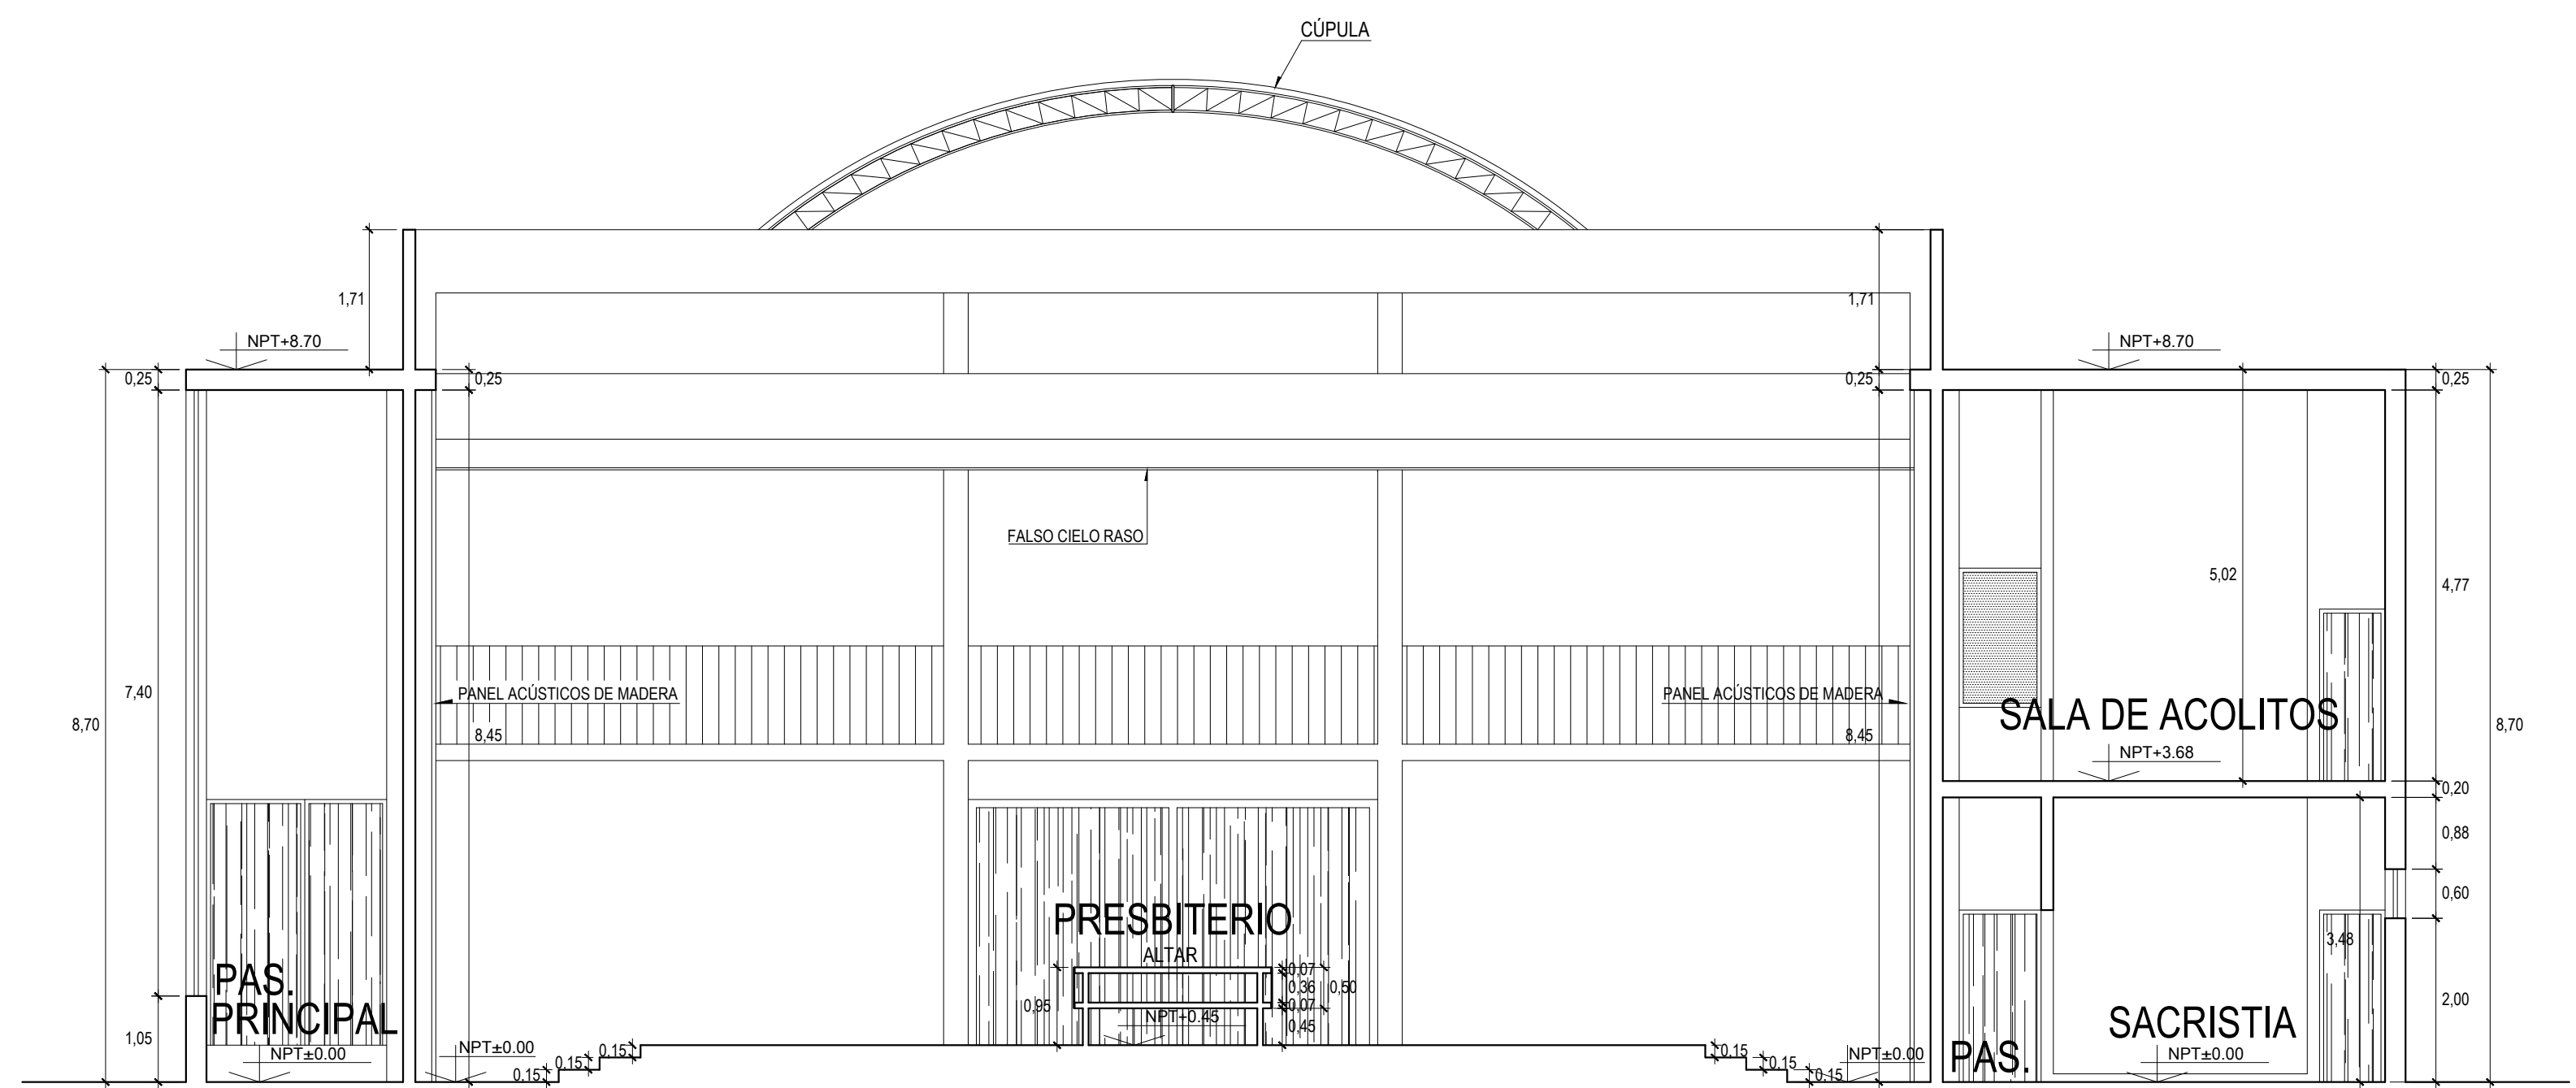 CÚPULA
1,71
1,71
NPT+8.70
NPT+8.70
0,25
0,25
0,25
0,25
FALSO CIELO RASO
5,02
4,77
7,40
8,70
PANEL ACÚSTICOS DE MADERA
PANEL ACÚSTICOS DE MADERA
SALA DE ACOLITOS
8,70
8,45
8,45
NPT+3.68
0,20
0,88
0,60
PRESBITERIO
ALTAR
3,48
0,07
0,36
0,50
0,07
0,95
NPT+0.45
0,45
2,00
PAS.
PRINCIPAL
1,05
SACRISTIA
PAS.
NPT±0.00
NPT±0.00
0,15
0,15
0,15
0,15
0,15
0,15
NPT±0.00
NPT±0.00